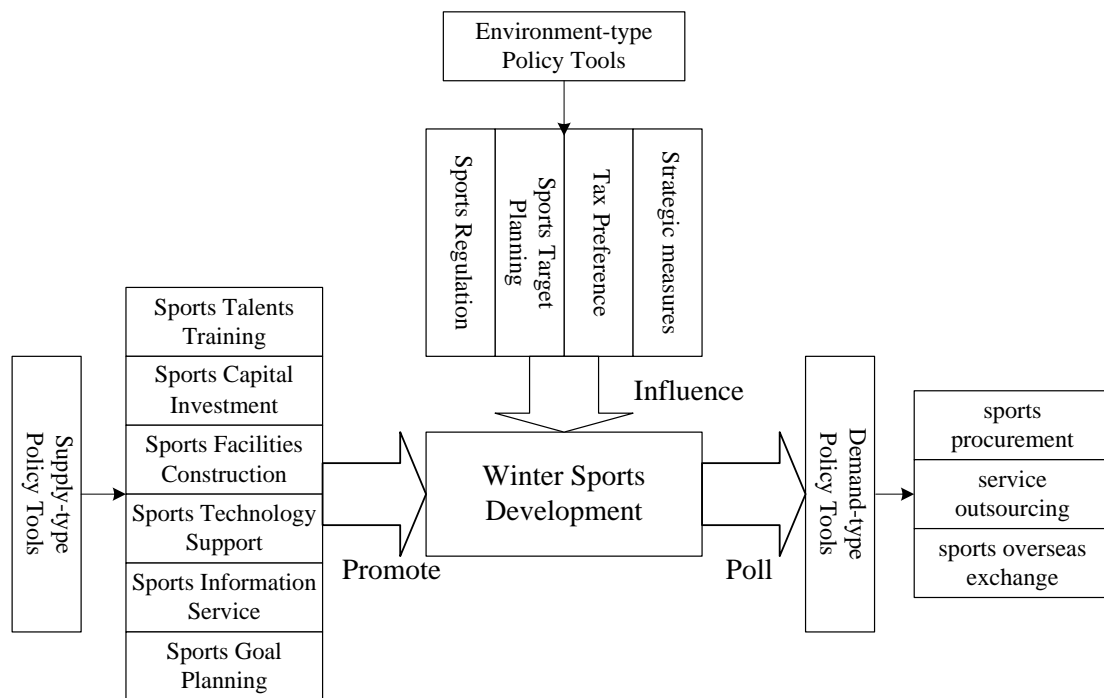 Environment-type
Policy Tools
Sports Regulation
Sports Target
Planning
Tax Preference
Strategic measures
Influence
Supply-type
Policy Tools
Sports Talents
Training
Sports Capital
Investment
Sports Facilities
Construction
Sports Technology
Support
Sports Information
Service
Sports Goal
Planning
Promote
Winter Sports
Development
Poll
Demand-type
Policy Tools
sports
procurement
service
outsourcing
sports overseas
exchange